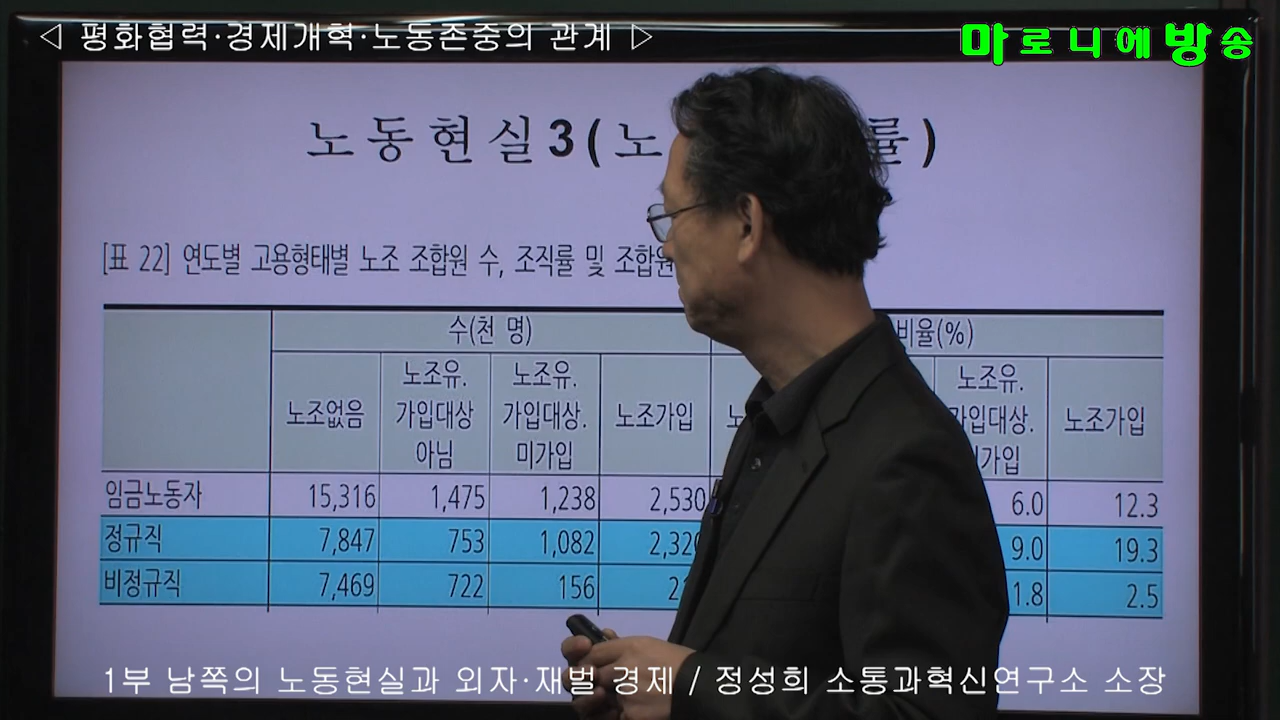 ◁ 평화협력·경제개혁·노동존중의 관계 ▷
마로니에방송
노동현실3(노 률)
[표 22] 연도별 고용형태별 노조 조합원 수, 조직률 및 조합원
수(천 명) 비율(%)
노조없음 노조유. 가입대상 아님 노조유. 가입대상. 미가입 노조가입 노조유. 가입대상. 가입 노조가입
임금노동자 15,316 1,475 1,238 2,530 6.0 12.3
정규직 7,847 753 1,082 2,320 9.0 19.3
비정규직 7,469 722 156 1.8 2.5
1부 남쪽의 노동현실과 외자·재벌 경제 / 정성희 소통과혁신연구소 소장